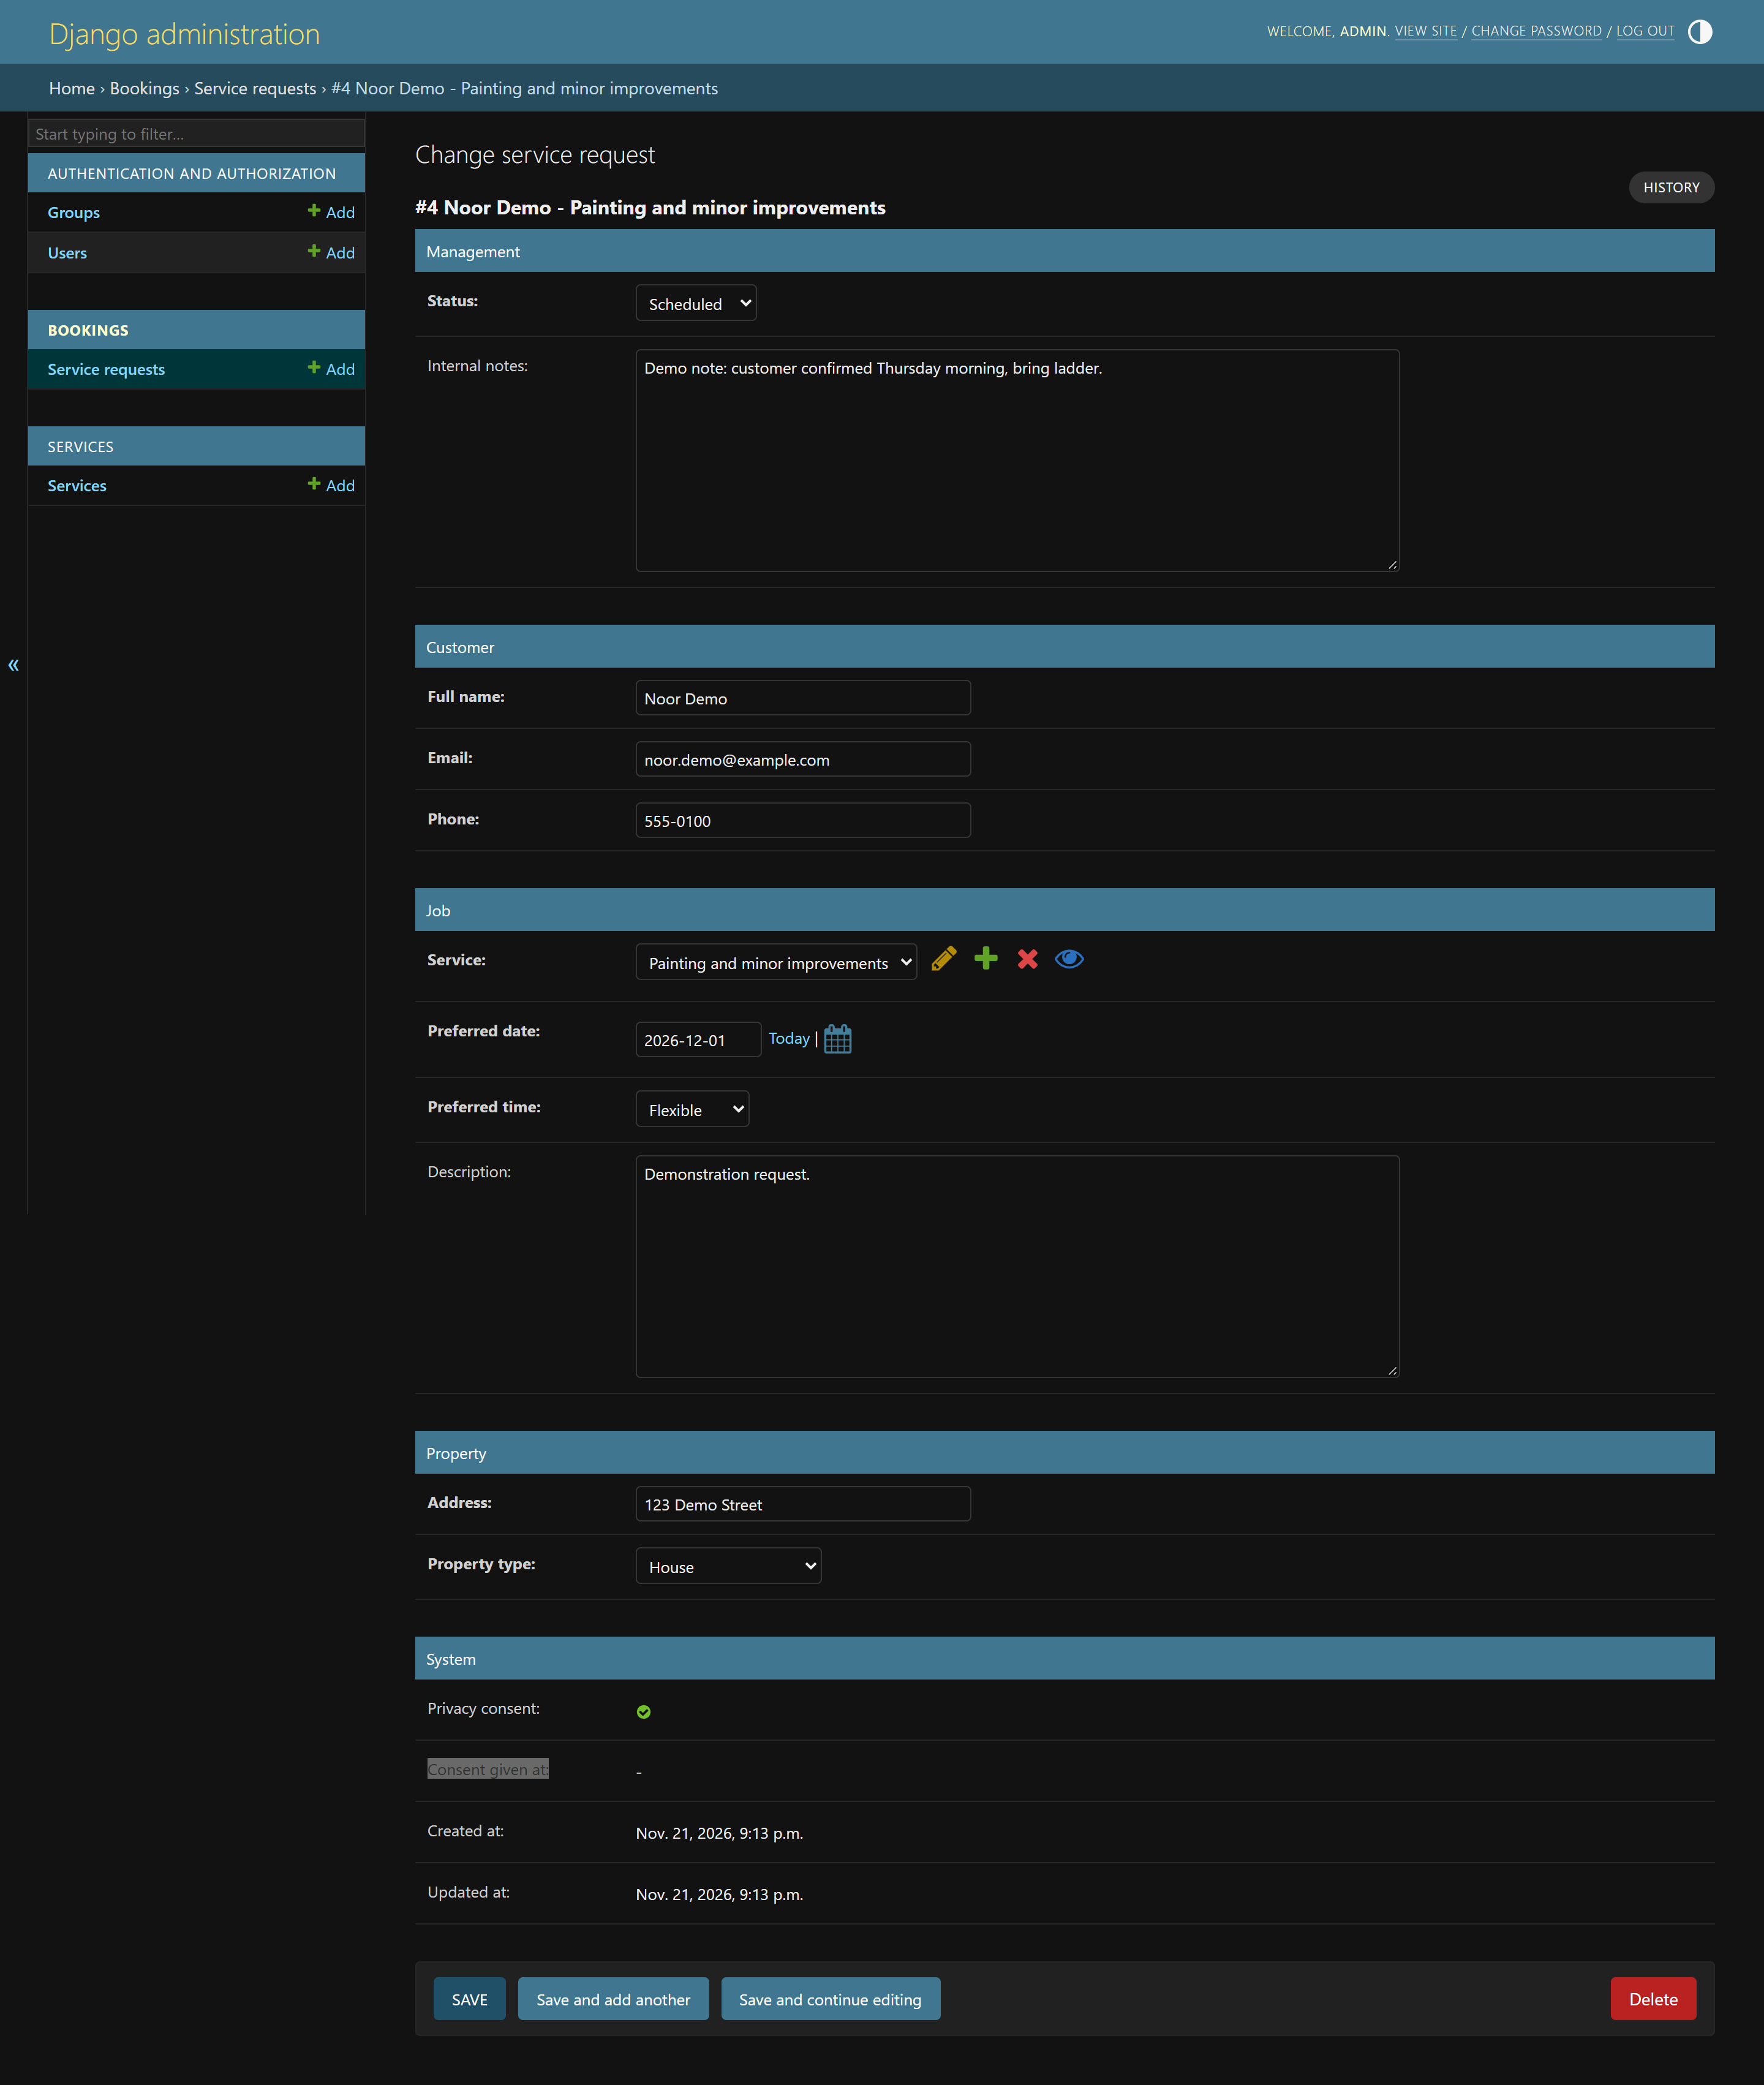 Django administration
WELCOME, ADMIN. VIEW SITE / CHANGE PASSWORD / LOG OUT
Home › Bookings › Service requests › #4 Noor Demo - Painting and minor improvements
Start typing to filter...
AUTHENTICATION AND AUTHORIZATION
Groups + Add
Users + Add
BOOKINGS
Service requests + Add
SERVICES
Services + Add
«
Change service request
HISTORY
#4 Noor Demo - Painting and minor improvements
Management
Status: Scheduled
Internal notes: Demo note: customer confirmed Thursday morning, bring ladder.
Customer
Full name: Noor Demo
Email: noor.demo@example.com
Phone: 555-0100
Job
Service: Painting and minor improvements
Preferred date: 2026-12-01 Today |
Preferred time: Flexible
Description: Demonstration request.
Property
Address: 123 Demo Street
Property type: House
System
Privacy consent:
Consent given at: -
Created at: Nov. 21, 2026, 9:13 p.m.
Updated at: Nov. 21, 2026, 9:13 p.m.
SAVE Save and add another Save and continue editing Delete